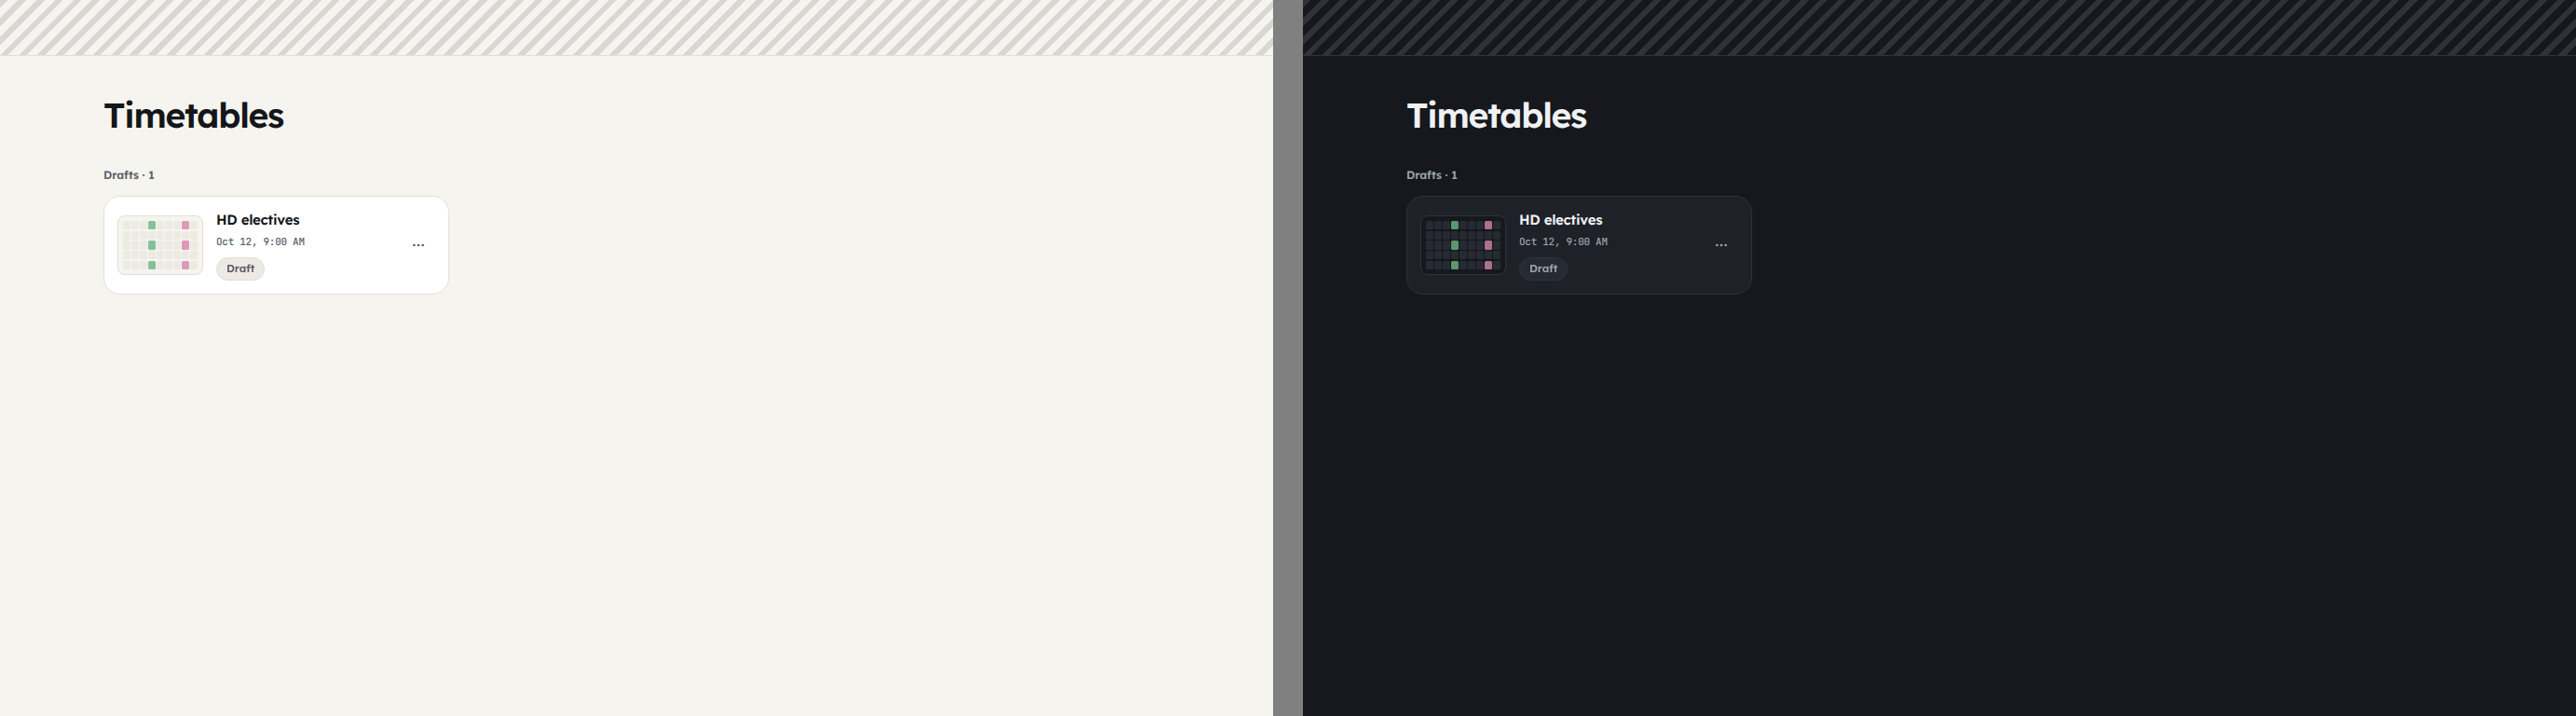 Timetables
Drafts · 1
HD electives
Oct 12, 9:00 AM
Draft
Timetables
Drafts · 1
HD electives
Oct 12, 9:00 AM
Draft